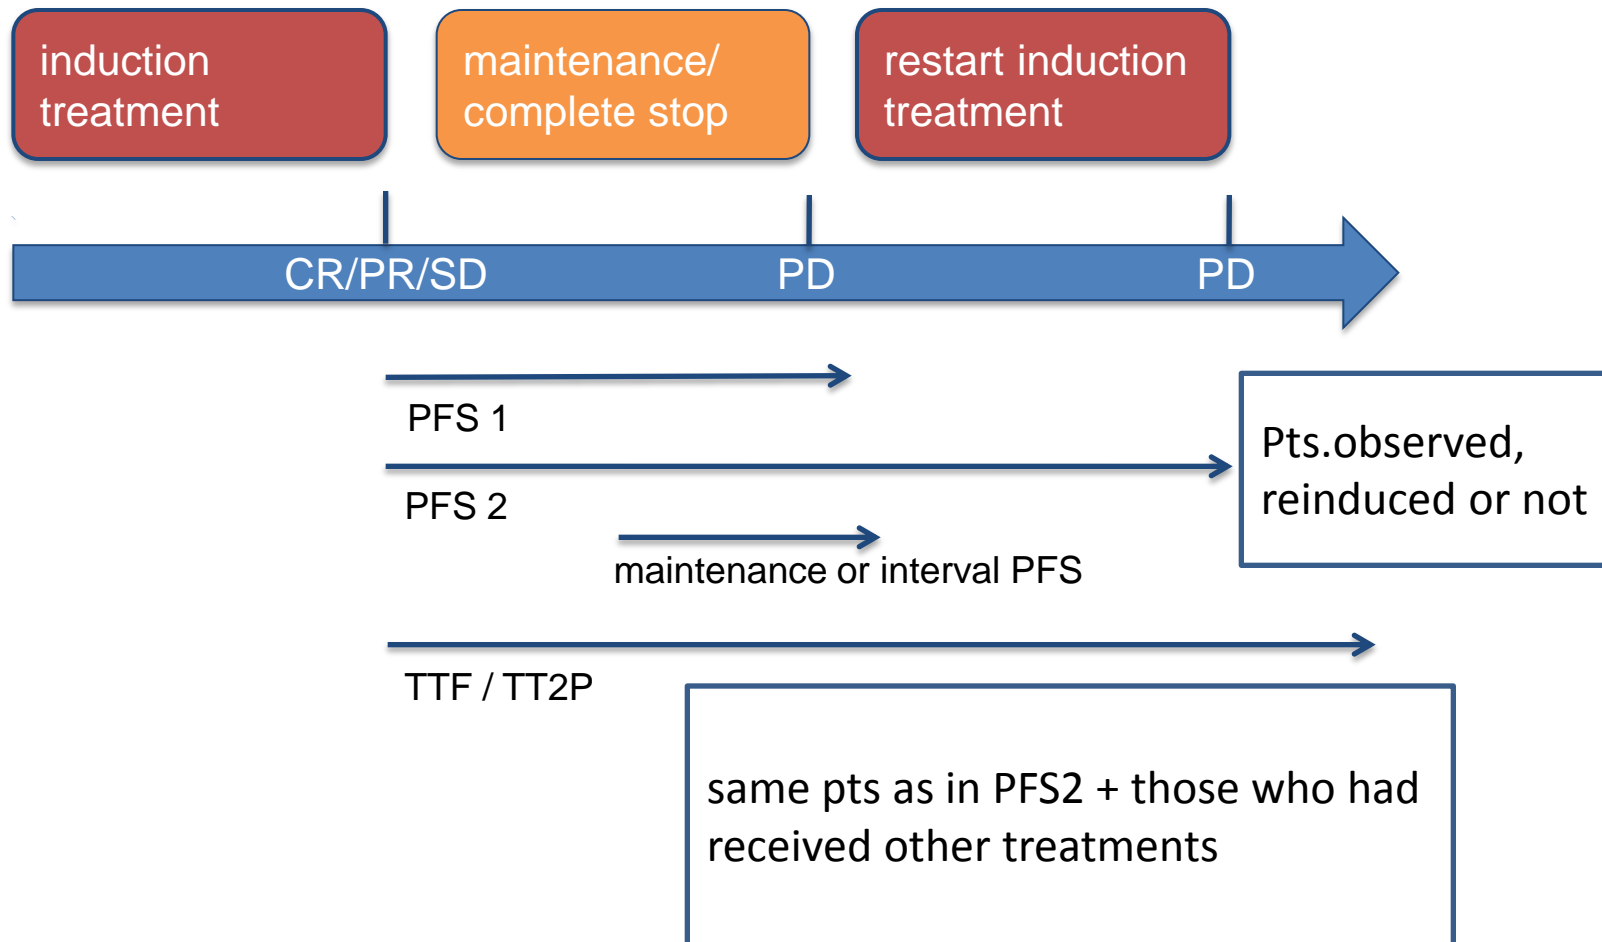 induction
treatment
maintenance/
complete stop
restart induction
treatment
CR/PR/SD
PD
PD
PFS 1
Pts.observed,
reinduced or not
PFS 2
maintenance or interval PFS
TTF / TT2P
same pts as in PFS2 + those who had
received other treatments